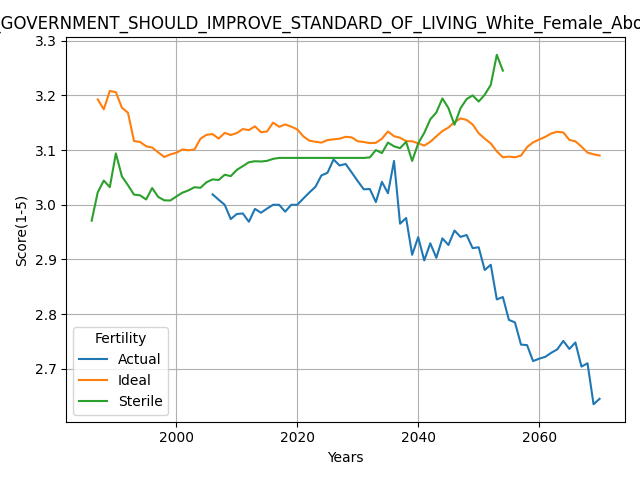 _GOVERNMENT_SHOULD_IMPROVE_STANDARD_OF_LIVING_White_Female_Abo
3.3
3.2
3.1
3.0
2.9
2.8
2.7
Score(1-5)
Fertility
Actual
Ideal
Sterile
2000
2020
2040
2060
Years